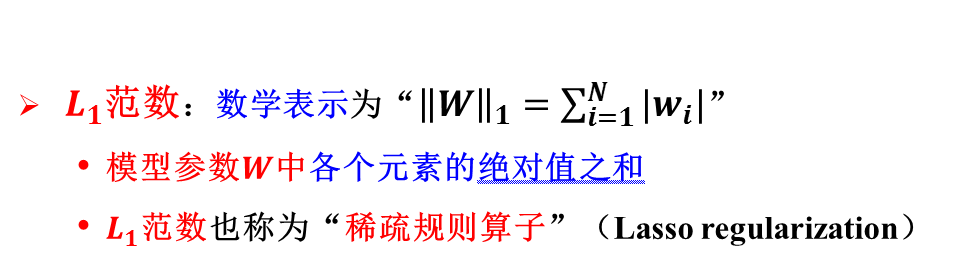 ➢ L₁范数：数学表示为“‖W‖₁ = ∑ᵢ₌₁ᴺ |wᵢ|”
• 模型参数W中各个元素的绝对值之和
• L₁范数也称为“稀疏规则算子”（Lasso regularization）